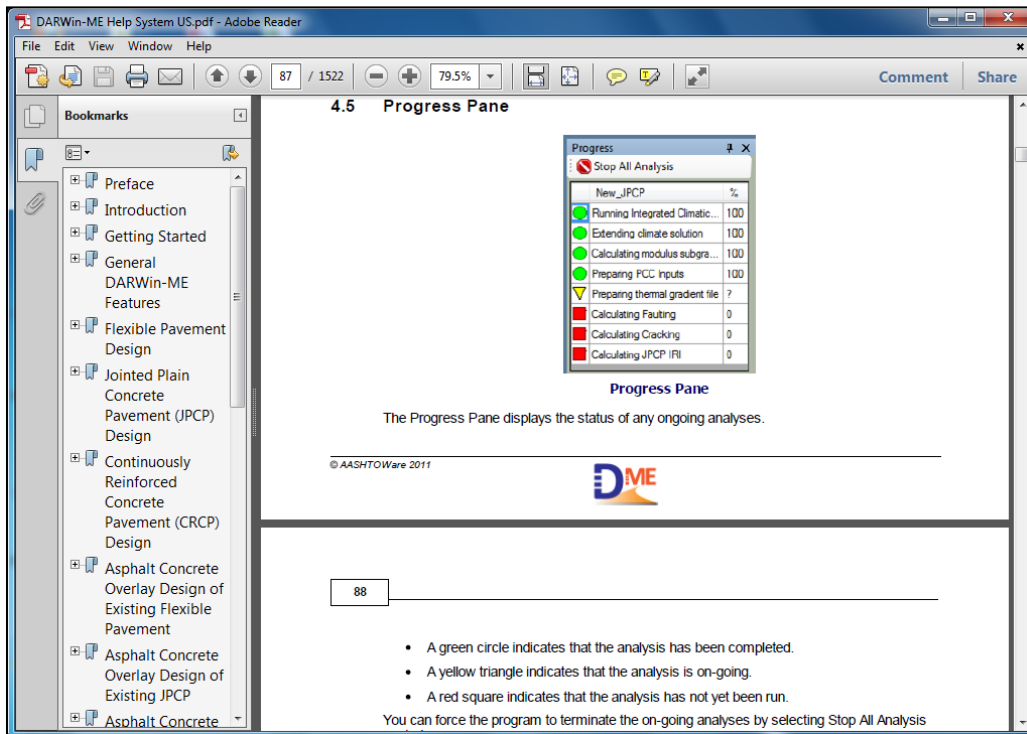 DARWin-ME Help System US.pdf - Adobe Reader
File Edit View Window Help
87 / 1522 79.5% Comment Share
Bookmarks
Preface
Introduction
Getting Started
General
DARWin-ME
Features
Flexible Pavement
Design
Jointed Plain
Concrete
Pavement (JPCP)
Design
Continuously
Reinforced
Concrete
Pavement (CRCP)
Design
Asphalt Concrete
Overlay Design of
Existing Flexible
Pavement
Asphalt Concrete
Overlay Design of
Existing JPCP
Asphalt Concrete
4.5 Progress Pane
Progress
Stop All Analysis
New_JPCP %
Running Integrated Climatic... 100
Extending climate solution 100
Calculating modulus subgra... 100
Preparing PCC Inputs 100
Preparing thermal gradient file ?
Calculating Faulting 0
Calculating Cracking 0
Calculating JPCP IRI 0
Progress Pane
The Progress Pane displays the status of any ongoing analyses.
© AASHTOWare 2011
DME
88
• A green circle indicates that the analysis has been completed.
• A yellow triangle indicates that the analysis is on-going.
• A red square indicates that the analysis has not yet been run.
You can force the program to terminate the on-going analyses by selecting Stop All Analysis